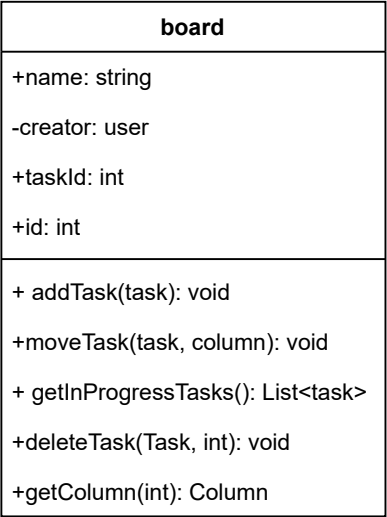 board
+name: string
-creator: user
+taskId: int
+id: int
+ addTask(task): void
+moveTask(task, column): void
+ getInProgressTasks(): List<task>
+deleteTask(Task, int): void
+getColumn(int): Column